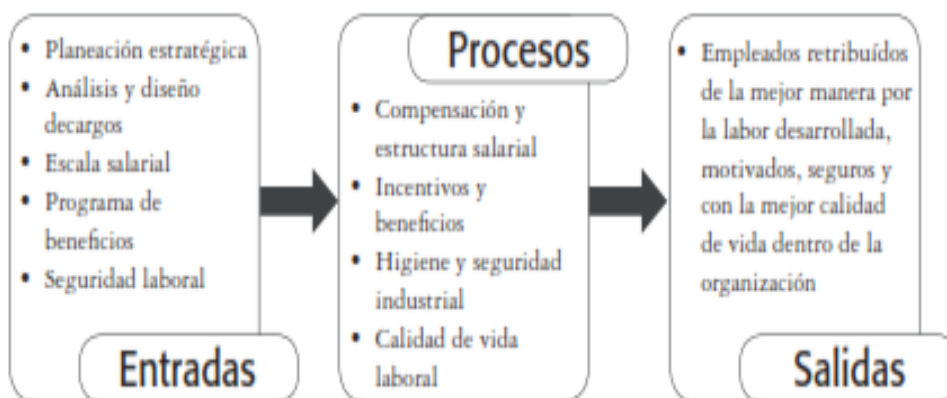 • Planeación estratégica
• Análisis y diseño
decargos
• Escala salarial
• Programa de
beneficios
• Seguridad laboral
Entradas
Procesos
• Compensación y
estructura salarial
• Incentivos y
beneficios
• Higiene y seguridad
industrial
• Calidad de vida
laboral
• Empleados retribuídos
de la mejor manera por
la labor desarrollada,
motivados, seguros y
con la mejor calidad
de vida dentro de la
organización
Salidas